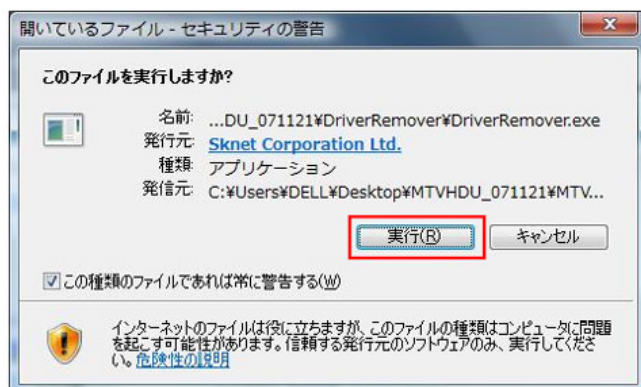 開いているファイル - セキュリティの警告
このファイルを実行しますか?
名前: ...DU_071121¥DriverRemover¥DriverRemover.exe
発行元: Sknet Corporation Ltd.
種類: アプリケーション
発信元: C:¥Users¥DELL¥Desktop¥MTVHDU_071121¥MTV...
実行(R) キャンセル
この種類のファイルであれば常に警告する(W)
インターネットのファイルは役に立ちますが、このファイルの種類はコンピュータに問題
を起こす可能性があります。信頼する発行元のソフトウェアのみ、実行してくださ
い。危険性の説明